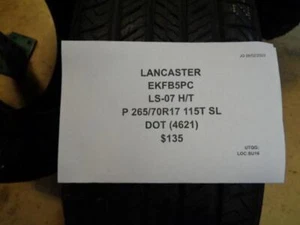 LANCASTER
EKFB5PC
LS-07 H/T
P 265/70R17 115T SL
DOT (4621)
$135